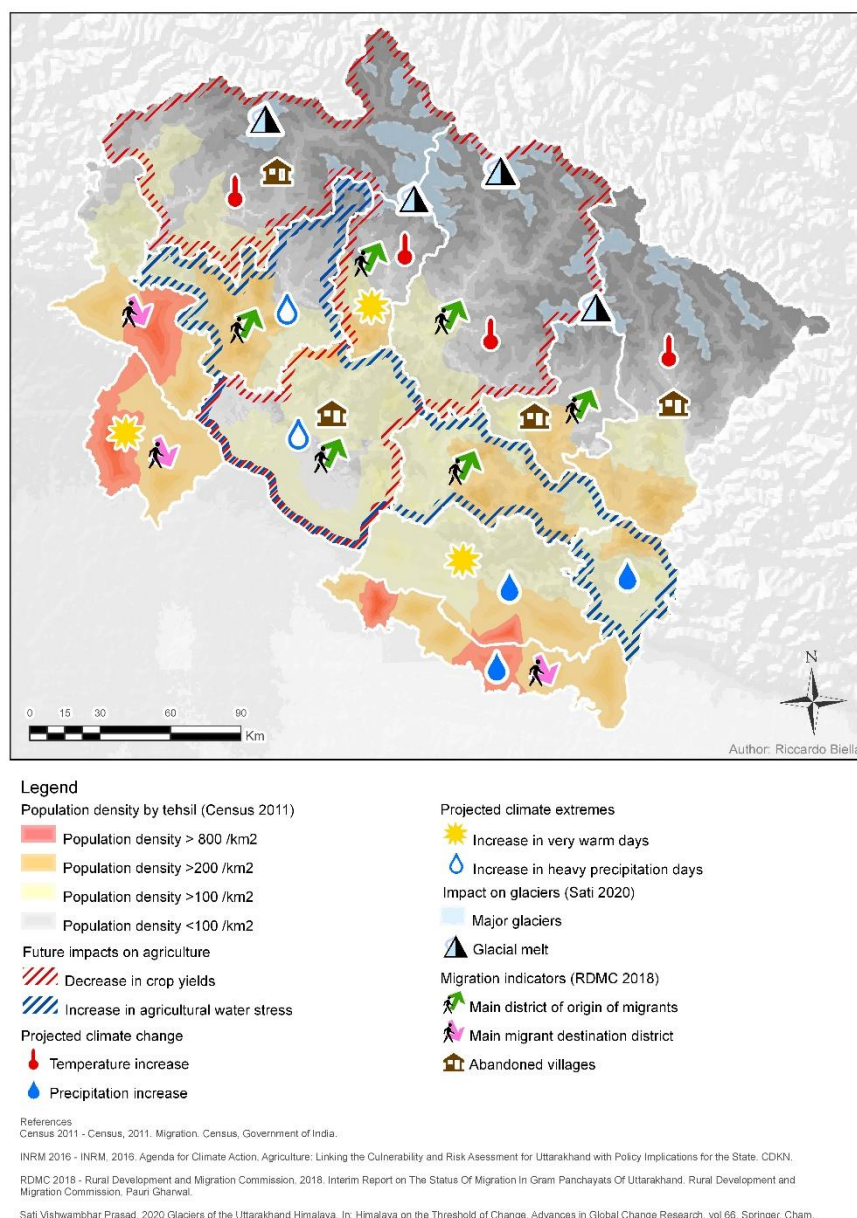 N
0 15 30 60 90
Km
Author: Riccardo Biella
Legend
Population density by tehsil (Census 2011)
Population density > 800 /km2
Population density >200 /km2
Population density >100 /km2
Population density <100 /km2
Future impacts on agriculture
Decrease in crop yields
Increase in agricultural water stress
Projected climate change
Temperature increase
Precipitation increase
Projected climate extremes
Increase in very warm days
Increase in heavy precipitation days
Impact on glaciers (Sati 2020)
Major glaciers
Glacial melt
Migration indicators (RDMC 2018)
Main district of origin of migrants
Main migrant destination district
Abandoned villages
References
Census 2011 - Census, 2011. Migration. Census, Government of India.
INRM 2016 - INRM, 2016. Agenda for Climate Action, Agriculture: Linking the Culnerability and Risk Asessment for Uttarakhand with Policy Implications for the State. CDKN.
RDMC 2018 - Rural Development and Migration Commission, 2018. Interim Report on The Status Of Migration In Gram Panchayats Of Uttarakhand. Rural Development and
Migration Commission, Pauri Gharwal.
Sati Vishwambhar Prasad. 2020 Glaciers of the Uttarakhand Himalaya. In: Himalaya on the Threshold of Change. Advances in Global Change Research, vol 66. Springer, Cham.